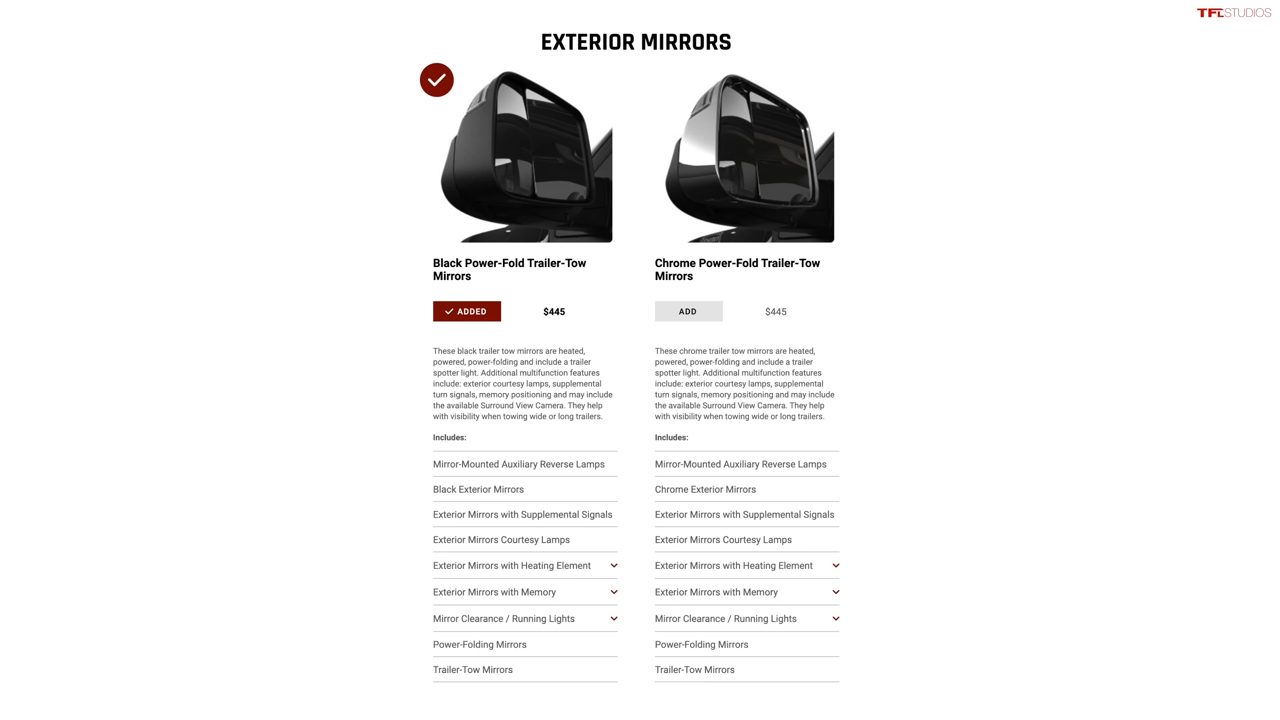 TFLSTUDIOS
EXTERIOR MIRRORS
Black Power-Fold Trailer-Tow
Mirrors
ADDED
$445
These black trailer tow mirrors are heated,
powered, power-folding and include a trailer
spotter light. Additional multifunction features
include: exterior courtesy lamps, supplemental
turn signals, memory positioning and may include
the available Surround View Camera. They help
with visibility when towing wide or long trailers.
Includes:
Mirror-Mounted Auxiliary Reverse Lamps
Black Exterior Mirrors
Exterior Mirrors with Supplemental Signals
Exterior Mirrors Courtesy Lamps
Exterior Mirrors with Heating Element
Exterior Mirrors with Memory
Mirror Clearance / Running Lights
Power-Folding Mirrors
Trailer-Tow Mirrors
Chrome Power-Fold Trailer-Tow
Mirrors
ADD
$445
These chrome trailer tow mirrors are heated,
powered, power-folding and include a trailer
spotter light. Additional multifunction features
include: exterior courtesy lamps, supplemental
turn signals, memory positioning and may include
the available Surround View Camera. They help
with visibility when towing wide or long trailers.
Includes:
Mirror-Mounted Auxiliary Reverse Lamps
Chrome Exterior Mirrors
Exterior Mirrors with Supplemental Signals
Exterior Mirrors Courtesy Lamps
Exterior Mirrors with Heating Element
Exterior Mirrors with Memory
Mirror Clearance / Running Lights
Power-Folding Mirrors
Trailer-Tow Mirrors